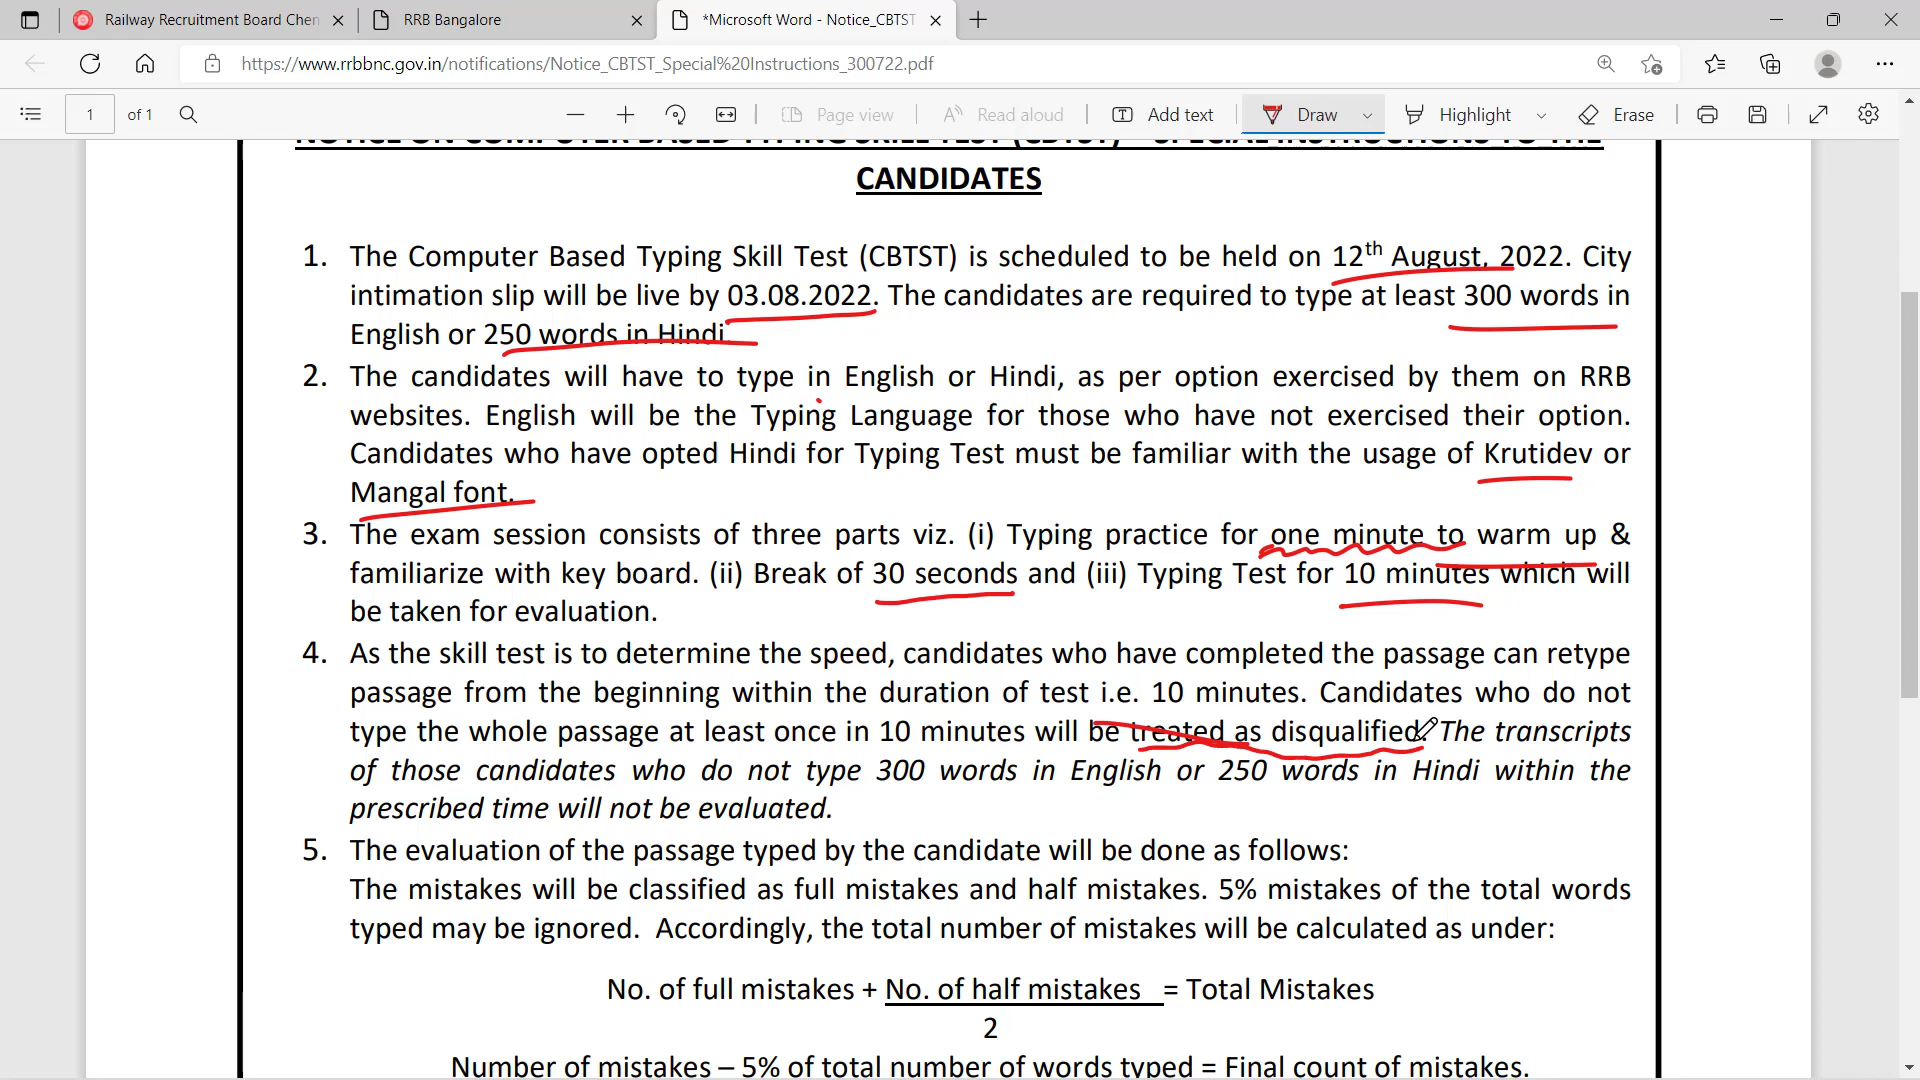 Railway Recruitment Board Chen
RRB Bangalore
*Microsoft Word - Notice_CBTST
https://www.rrbbnc.gov.in/notifications/Notice_CBTST_Special%20Instructions_300722.pdf
1 of 1
Page view
Read aloud
Add text
Draw
Highlight
Erase
NOTICE ON COMPUTER BASED TYPING SKILL TEST (CBTST) – SPECIAL INSTRUCTIONS TO THE
CANDIDATES
1. The Computer Based Typing Skill Test (CBTST) is scheduled to be held on 12th August, 2022. City
intimation slip will be live by 03.08.2022. The candidates are required to type at least 300 words in
English or 250 words in Hindi.
2. The candidates will have to type in English or Hindi, as per option exercised by them on RRB
websites. English will be the Typing Language for those who have not exercised their option.
Candidates who have opted Hindi for Typing Test must be familiar with the usage of Krutidev or
Mangal font.
3. The exam session consists of three parts viz. (i) Typing practice for one minute to warm up &
familiarize with key board. (ii) Break of 30 seconds and (iii) Typing Test for 10 minutes which will
be taken for evaluation.
4. As the skill test is to determine the speed, candidates who have completed the passage can retype
passage from the beginning within the duration of test i.e. 10 minutes. Candidates who do not
type the whole passage at least once in 10 minutes will be treated as disqualified. The transcripts
of those candidates who do not type 300 words in English or 250 words in Hindi within the
prescribed time will not be evaluated.
5. The evaluation of the passage typed by the candidate will be done as follows:
The mistakes will be classified as full mistakes and half mistakes. 5% mistakes of the total words
typed may be ignored. Accordingly, the total number of mistakes will be calculated as under:
No. of full mistakes + No. of half mistakes = Total Mistakes
2
Number of mistakes – 5% of total number of words typed = Final count of mistakes.